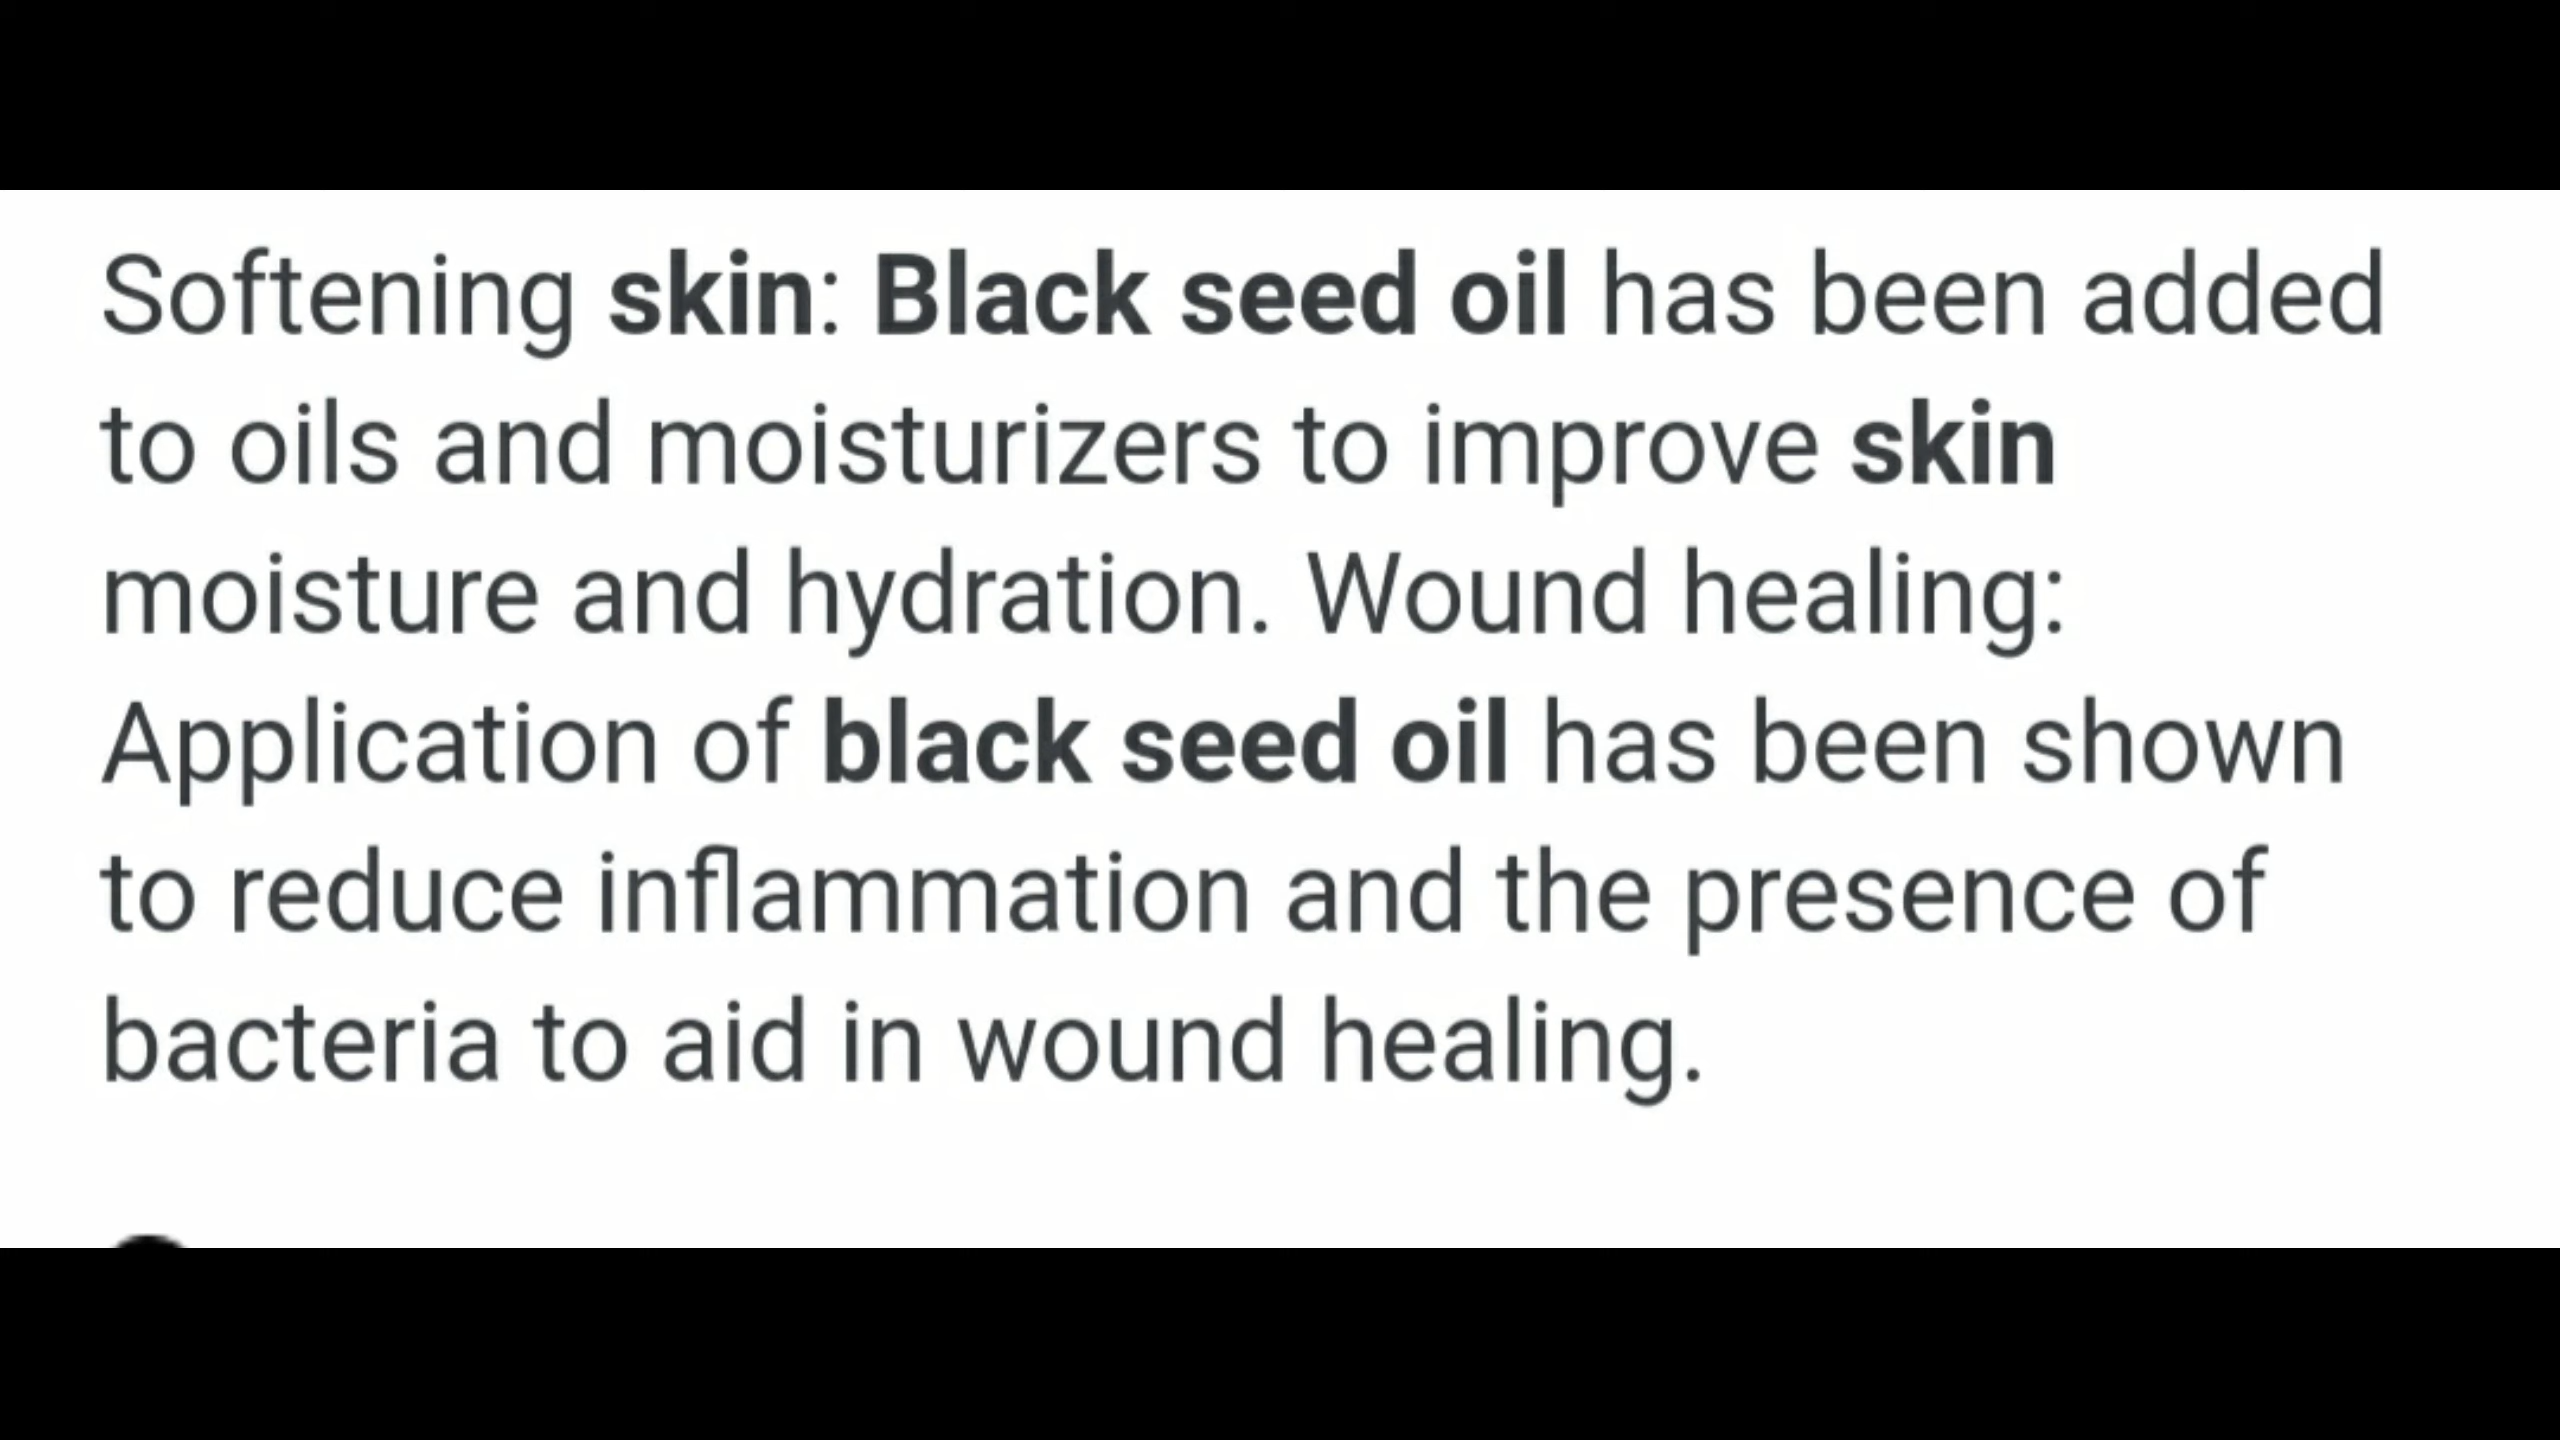 Softening skin: Black seed oil has been added
to oils and moisturizers to improve skin
moisture and hydration. Wound healing:
Application of black seed oil has been shown
to reduce inflammation and the presence of
bacteria to aid in wound healing.